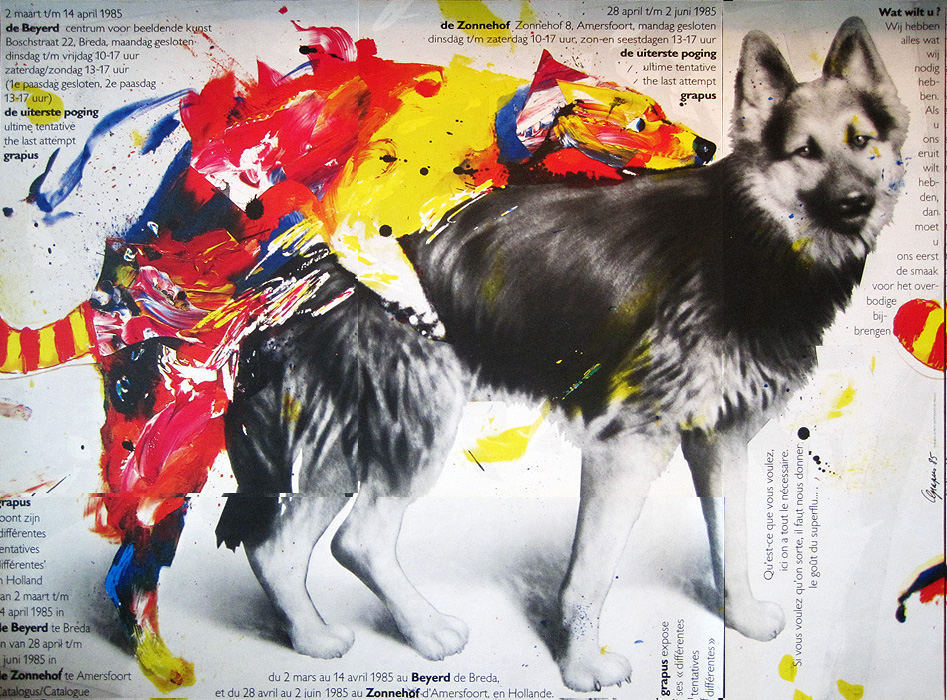 2 maart t/m 14 april 1985
de Beyerd centrum voor beeldende kunst
Boschstraat 22, Breda, maandag gesloten
dinsdag t/m vrijdag 10-17 uur
zaterdag/zondag 13-17 uur
(1e paasdag gesloten, 2e paasdag
13-17 uur)
de uiterste poging
ultime tentative
the last attempt
grapus
28 april t/m 2 juni 1985
de Zonnehof Zonnehof 8, Amersfoort, mandag gesloten
dinsdag t/m zaterdag 10-17 uur, zon-en seestdagen 13-17 uur
de uiterste poging
ultime tentative
the last attempt
grapus
Wat wilt u?
Wij hebben
alles wat
wij
nodig
heb-
ben.
Als
u
ons
eruit
wilt
heb-
den,
dan
moet
u
ons eerst
de smaak
voor het over-
bodige
bij-
brengen
Qu'est-ce que vous voulez,
ici on a tout le nécessaire.
Si vous voulez qu'on sorte, il faut nous donner
le goût du superflu...
Grapus 85
grapus
oont zijn
différentes
entatives
différentes'
n Holland
an 2 maart t/m
4 april 1985 in
de Beyerd te Breda
n van 28 april t/m
juni 1985 in
de Zonnehof te Amersfoort
Catalogus/Catalogue
du 2 mars au 14 avril 1985 au Beyerd de Breda,
et du 28 avril au 2 juin 1985 au Zonnehof d'Amersfoort, en Hollande.
grapus expose
ses « différentes
tentatives
différentes »